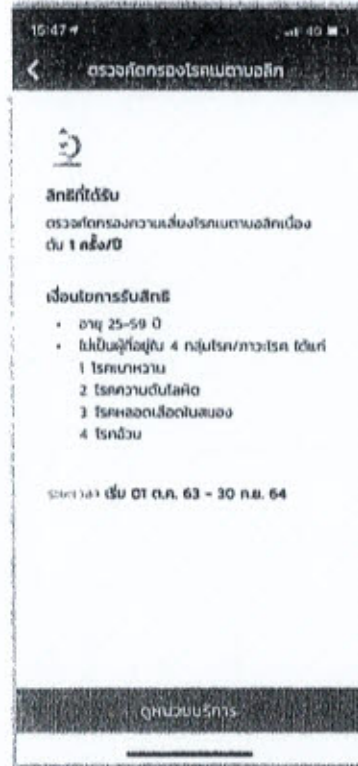 15:47
4G
ตรวจคัดกรองโรคเมตาบอลิก
สิทธิที่ได้รับ
ตรวจคัดกรองความเสี่ยงโรคเมตาบอลิกเบื้อง
ต้น 1 ครั้ง/ปี
เงื่อนไขการรับสิทธิ
• อายุ 25-59 ปี
• ไม่เป็นผู้ที่อยู่ใน 4 กลุ่มโรค/ภาวะโรค ได้แก่
1 โรคเบาหวาน
2 โรคความดันโลหิต
3 โรคหลอดเลือดในสมอง
4 โรคอ้วน
ระยะเวลา เริ่ม 01 ต.ค. 63 - 30 ก.ย. 64
ดูหน่วยบริการ